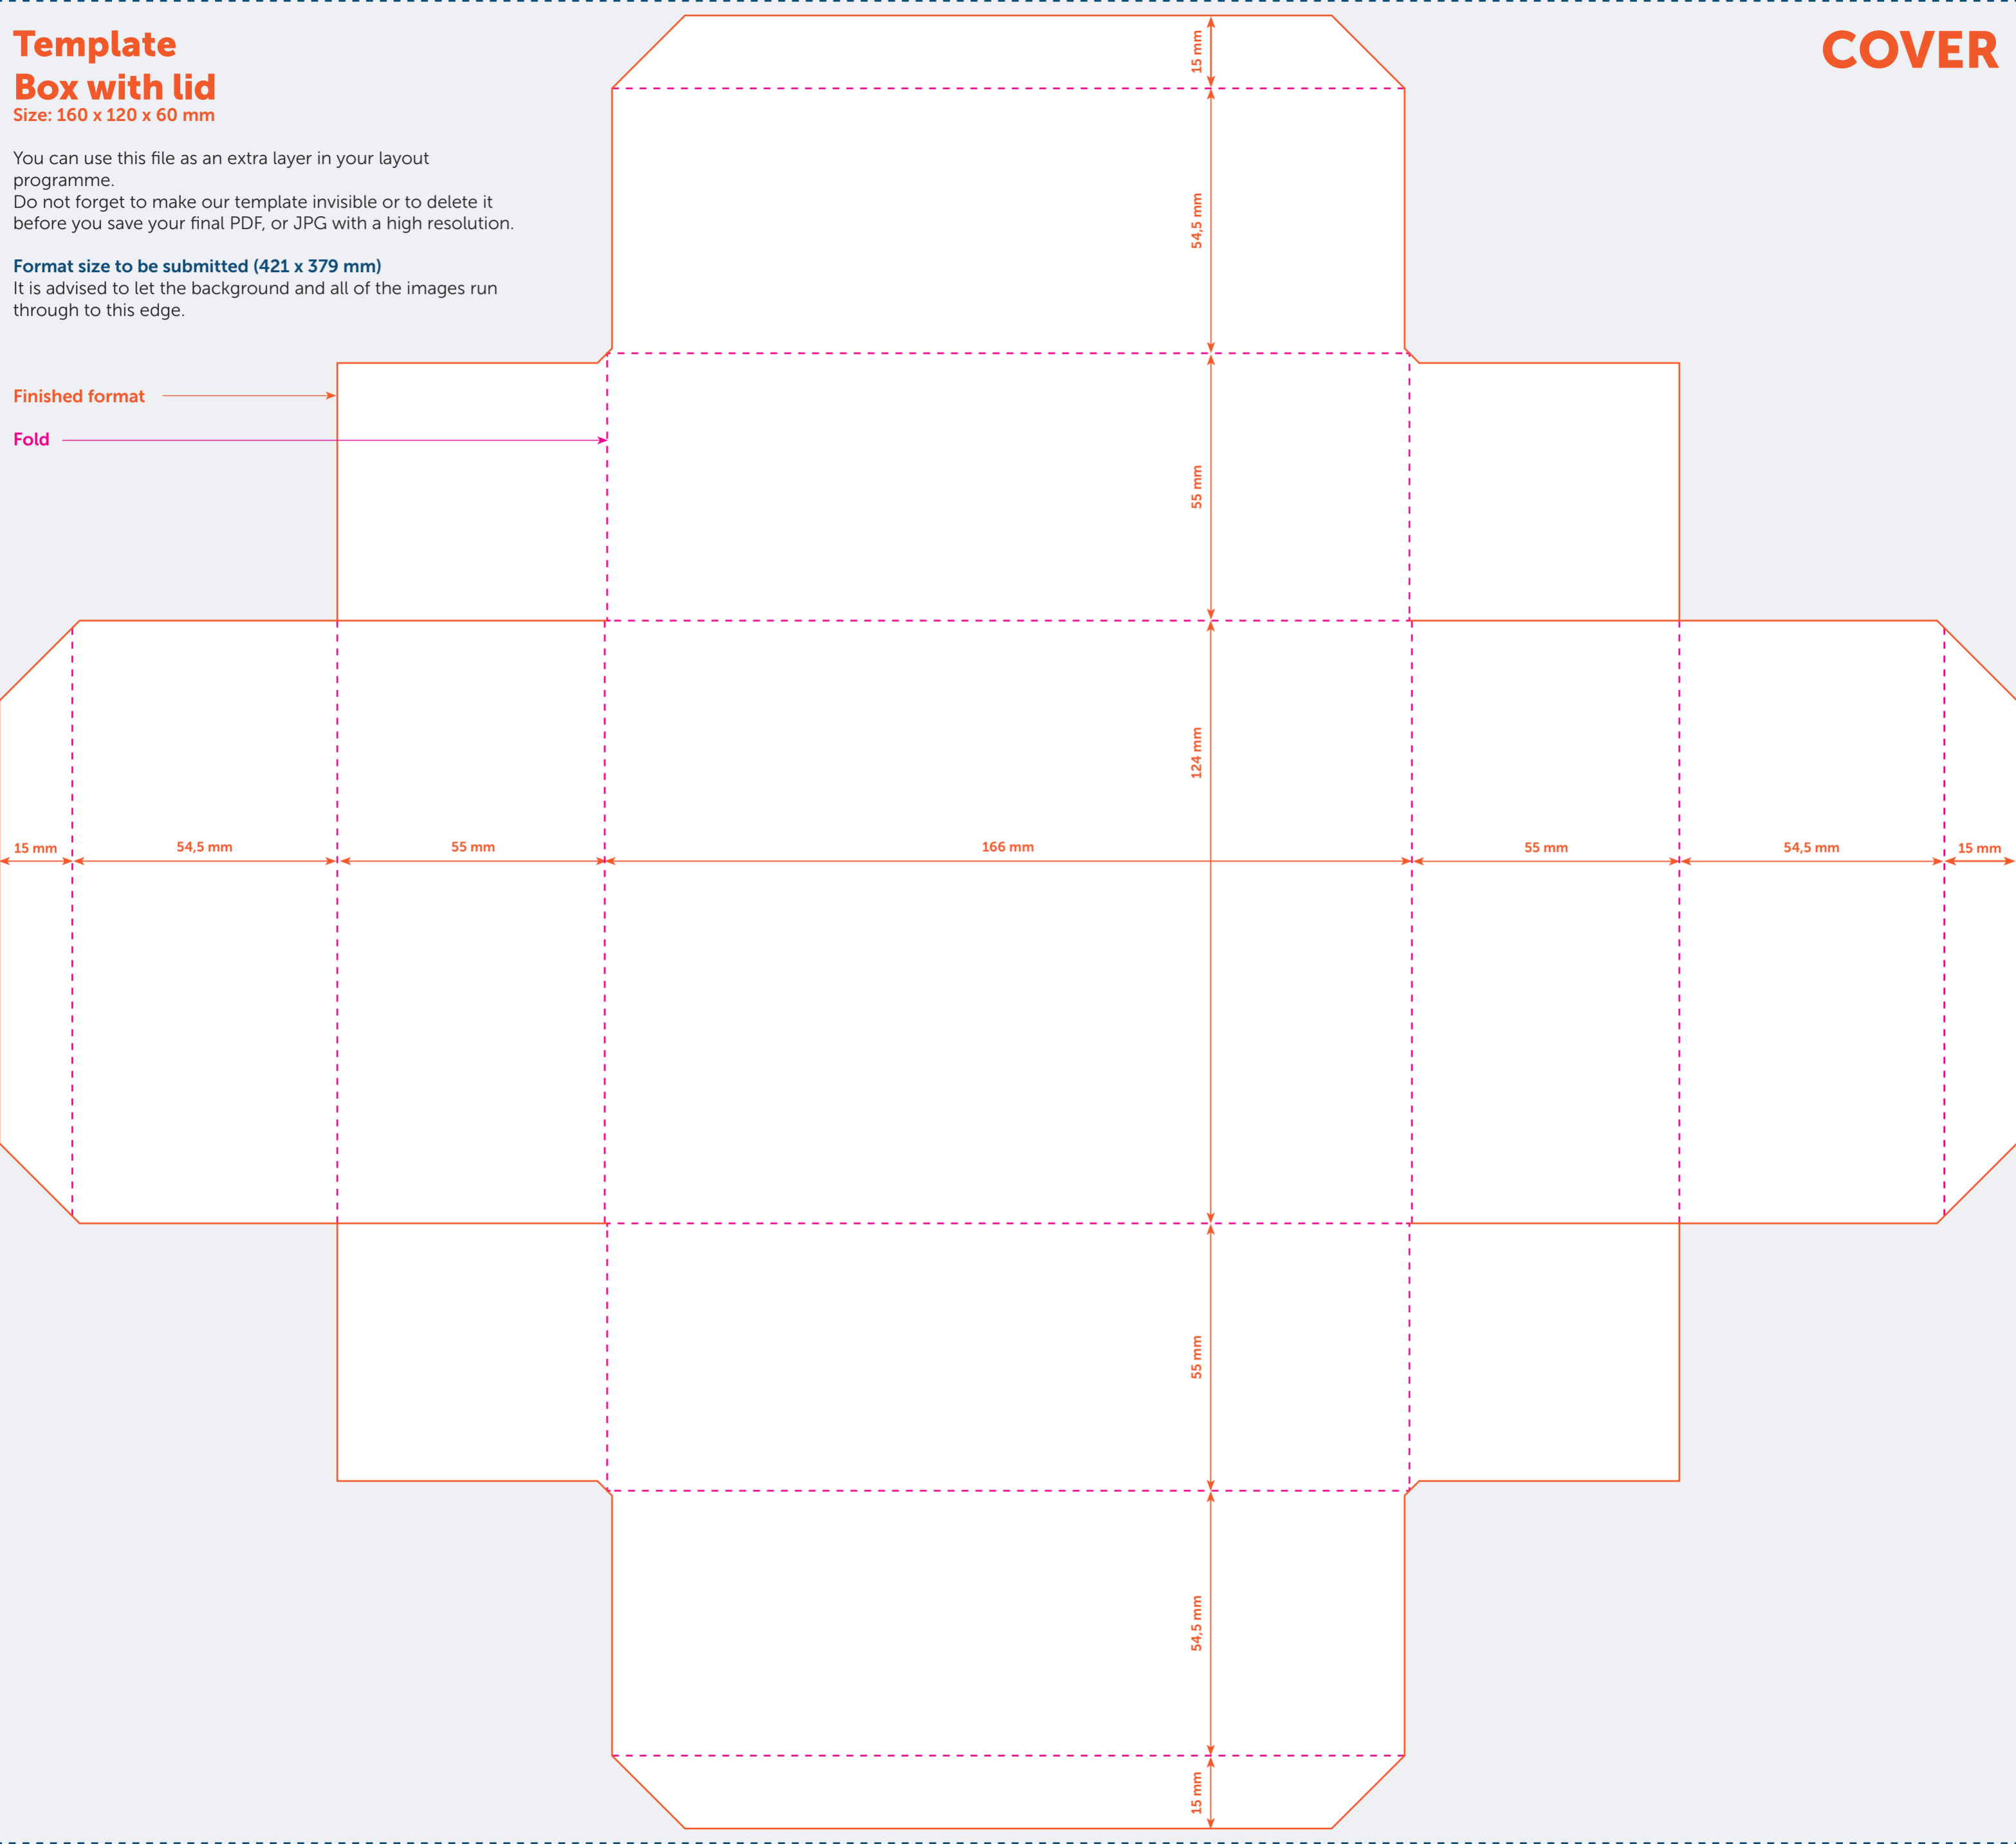 Template
Box with lid
Size: 160 x 120 x 60 mm
COVER
You can use this file as an extra layer in your layout
programme.
Do not forget to make our template invisible or to delete it
before you save your final PDF, or JPG with a high resolution.
Format size to be submitted (421 x 379 mm)
It is advised to let the background and all of the images run
through to this edge.
Finished format
Fold
15 mm
54,5 mm
55 mm
124 mm
15 mm
54,5 mm
55 mm
166 mm
55 mm
54,5 mm
15 mm
55 mm
54,5 mm
15 mm